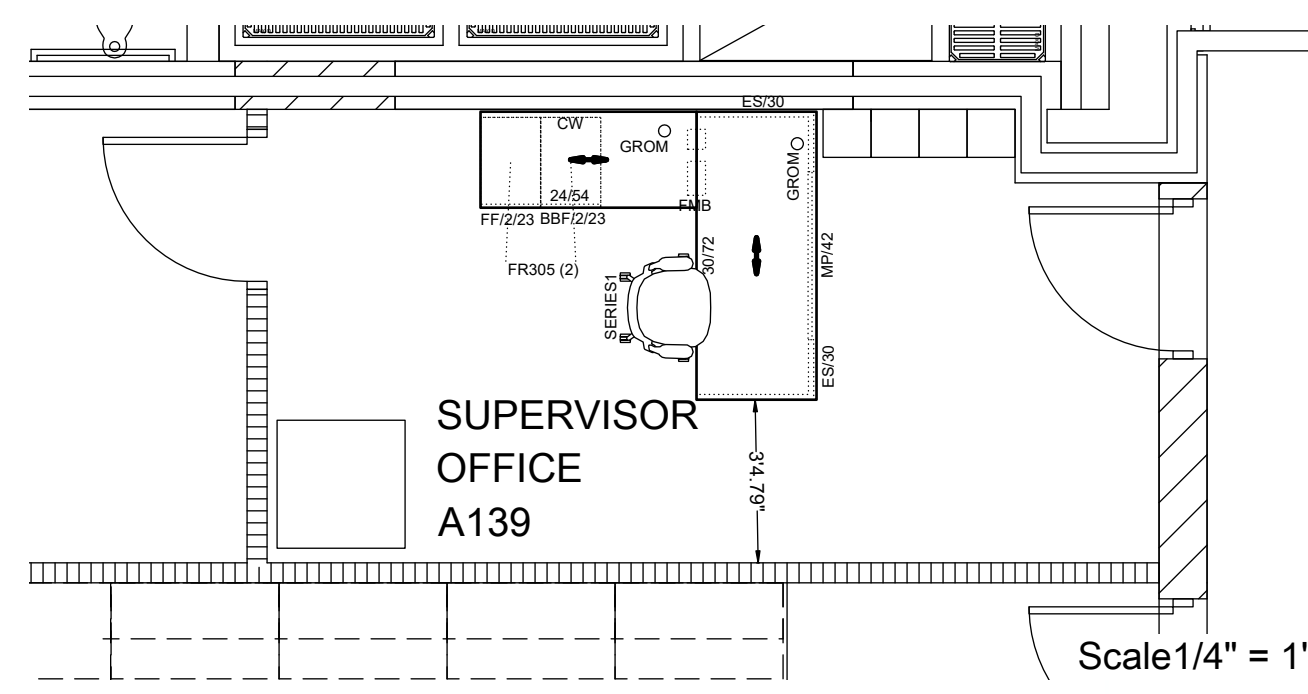 ES/30
CW
GROM
GROM
24/54
FMB
FF/2/23 BBF/2/23
30/72
MP/42
FR305 (2)
SERIES1
ES/30
SUPERVISOR
OFFICE
A139
3'4.79"
Scale1/4" = 1'